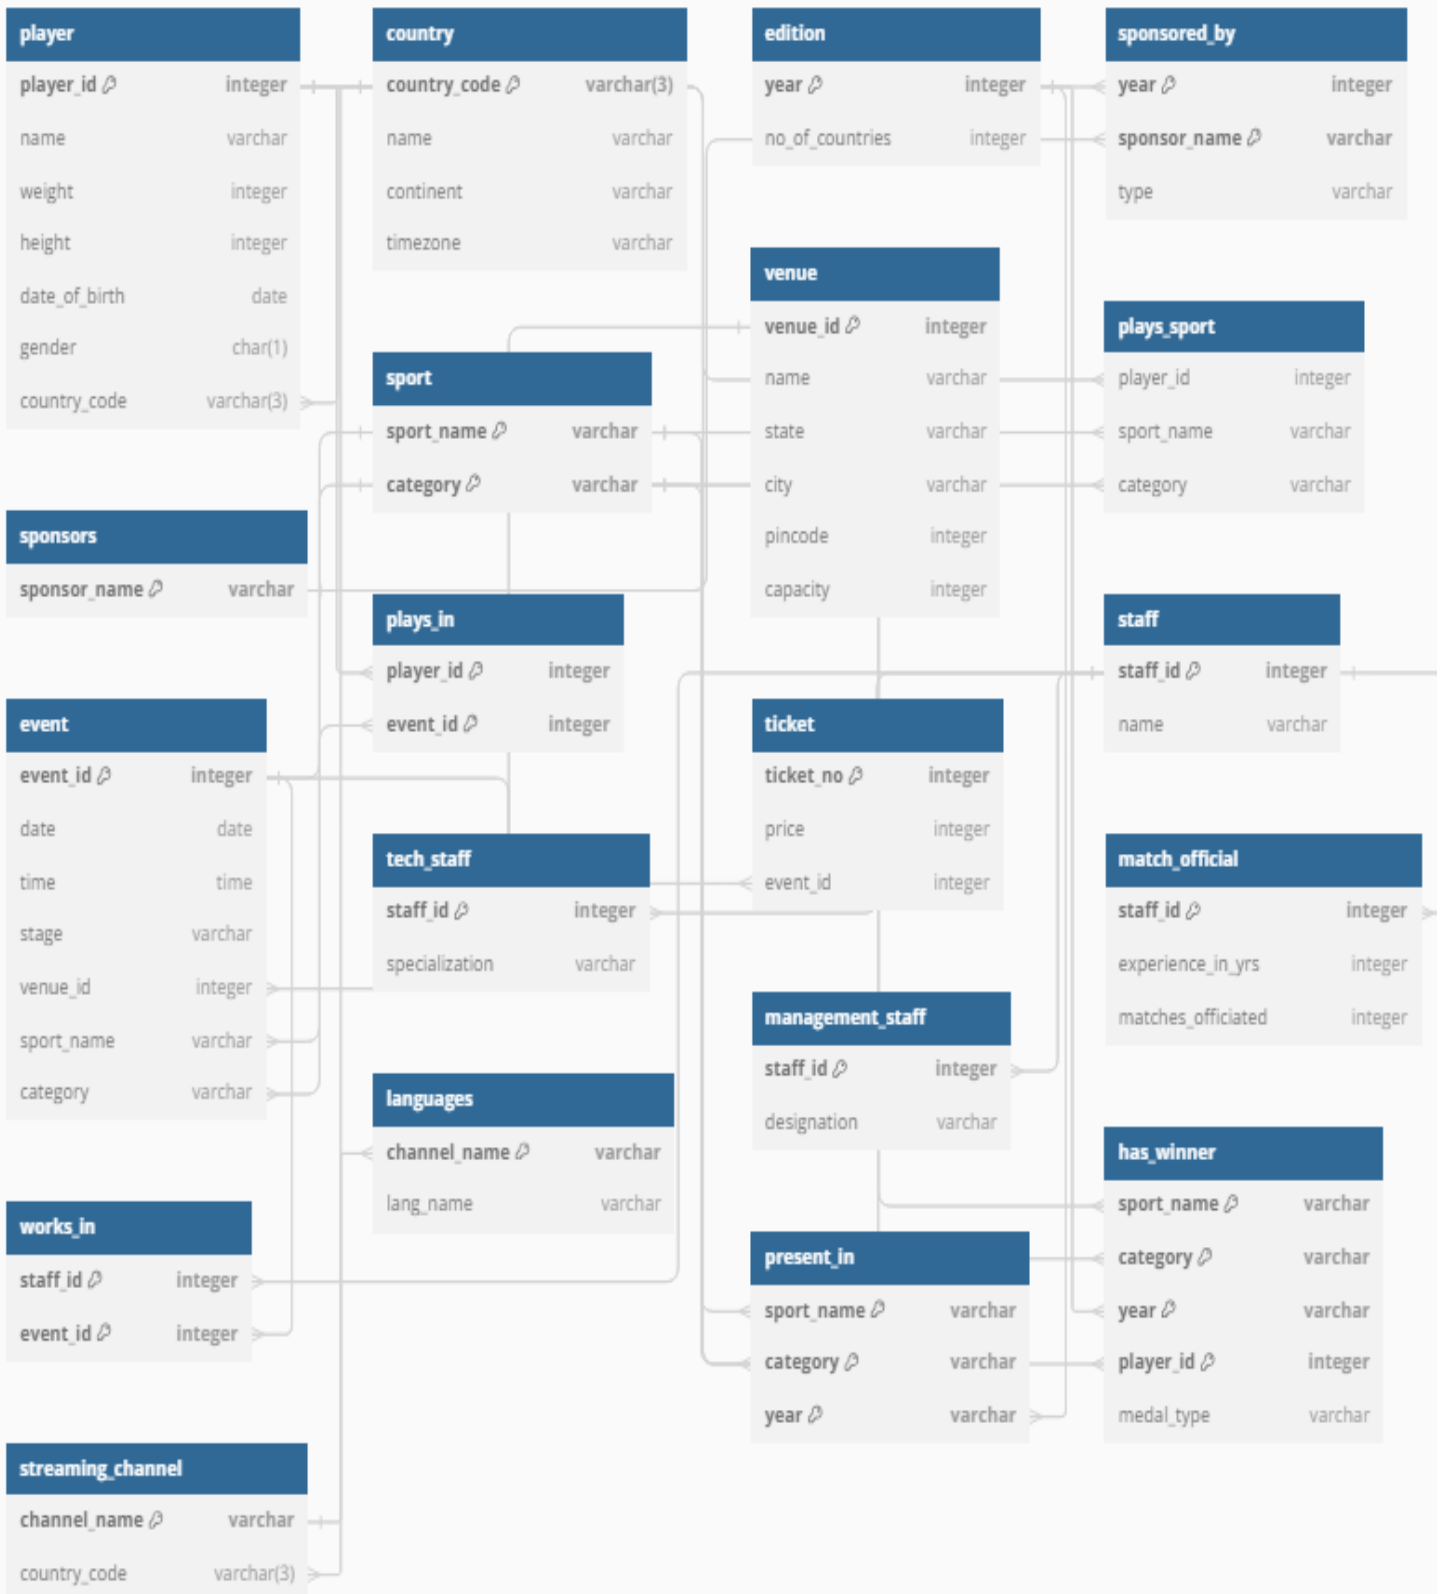 player
player_id integer
name varchar
weight integer
height integer
date_of_birth date
gender char(1)
country_code varchar(3)
country
country_code varchar(3)
name varchar
continent varchar
timezone varchar
edition
year integer
no_of_countries integer
sponsored_by
year integer
sponsor_name varchar
type varchar
venue
venue_id integer
name varchar
state varchar
city varchar
pincode integer
capacity integer
plays_sport
player_id integer
sport_name varchar
category varchar
sport
sport_name varchar
category varchar
sponsors
sponsor_name varchar
plays_in
player_id integer
event_id integer
staff
staff_id integer
name varchar
event
event_id integer
date date
time time
stage varchar
venue_id integer
sport_name varchar
category varchar
ticket
ticket_no integer
price integer
event_id integer
tech_staff
staff_id integer
specialization varchar
match_official
staff_id integer
experience_in_yrs integer
matches_officiated integer
management_staff
staff_id integer
designation varchar
languages
channel_name varchar
lang_name varchar
has_winner
sport_name varchar
category varchar
year varchar
player_id integer
medal_type varchar
works_in
staff_id integer
event_id integer
present_in
sport_name varchar
category varchar
year varchar
streaming_channel
channel_name varchar
country_code varchar(3)